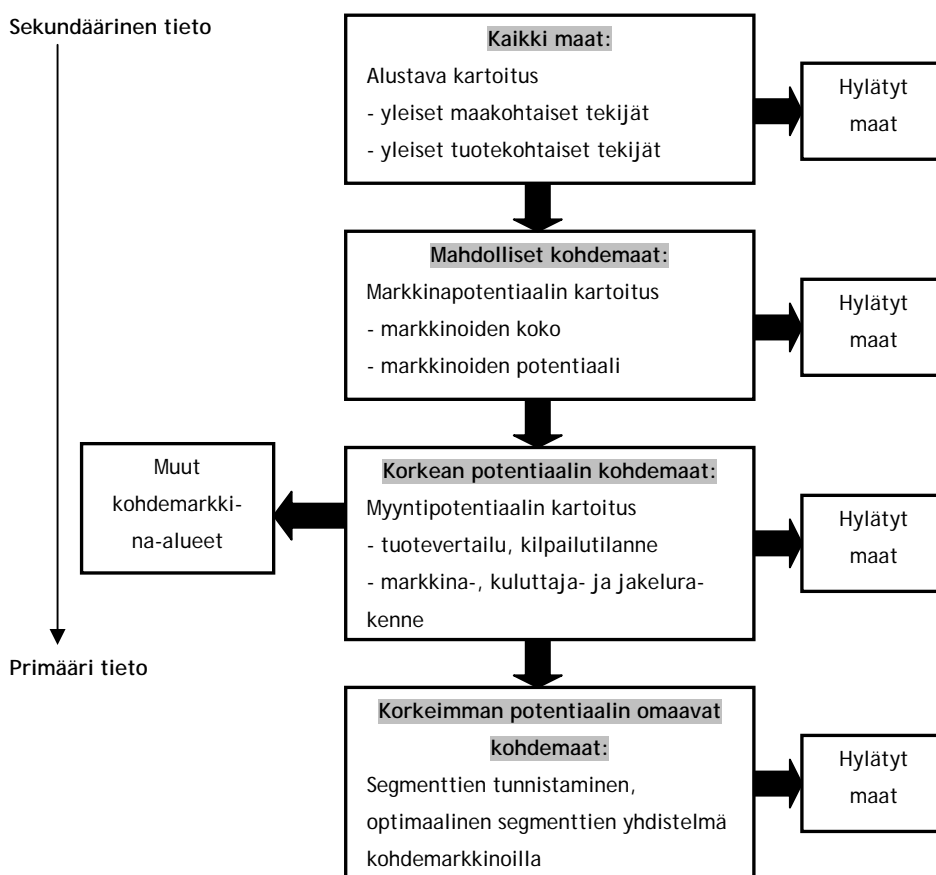 Sekundäärinen tieto
Kaikki maat:
Alustava kartoitus
- yleiset maakohtaiset tekijät
- yleiset tuotekohtaiset tekijät
Hylätyt
maat
Mahdolliset kohdemaat:
Markkinapotentiaalin kartoitus
- markkinoiden koko
- markkinoiden potentiaali
Hylätyt
maat
Muut
kohdemarkki-
na-alueet
Korkean potentiaalin kohdemaat:
Myyntipotentiaalin kartoitus
- tuotevertailu, kilpailutilanne
- markkina-, kuluttaja- ja jakelura-
kenne
Hylätyt
maat
Primääri tieto
Korkeimman potentiaalin omaavat
kohdemaat:
Segmenttien tunnistaminen,
optimaalinen segmenttien yhdistelmä
kohdemarkkinoilla
Hylätyt
maat